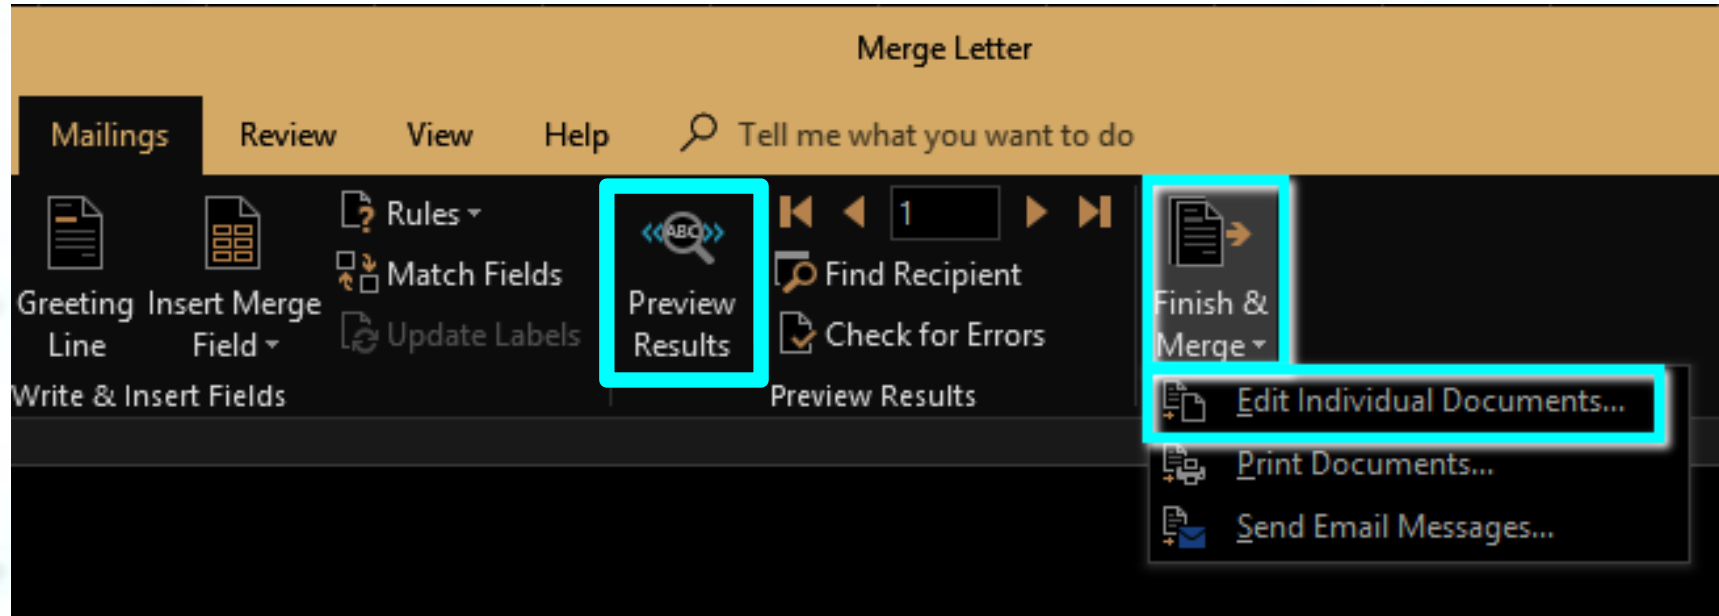 Merge Letter
Mailings Review View Help Tell me what you want to do
Greeting Line
Insert Merge Field
Rules
Match Fields
Update Labels
Write & Insert Fields
«ABC»
Preview Results
1
Find Recipient
Check for Errors
Preview Results
Finish & Merge
Edit Individual Documents...
Print Documents...
Send Email Messages...